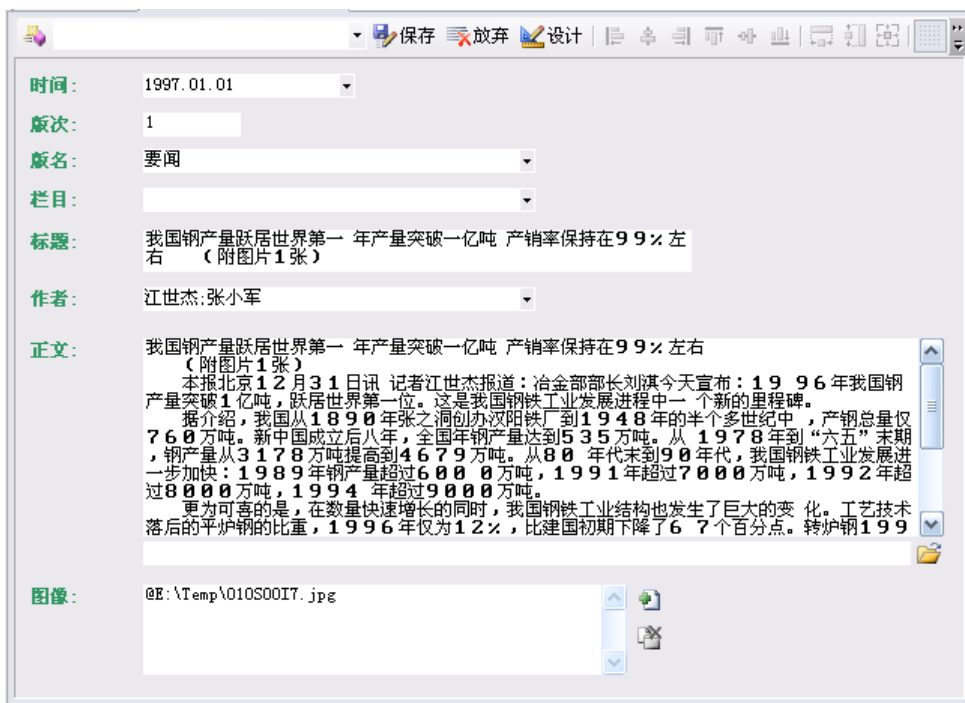 保存 放弃 设计
时间: 1997.01.01
版次: 1
版名: 要闻
栏目:
标题: 我国钢产量跃居世界第一 年产量突破一亿吨 产销率保持在99%左
右 (附图片1张)
作者: 江世杰;张小军
正文: 我国钢产量跃居世界第一 年产量突破一亿吨 产销率保持在99%左右
(附图片1张)
本报北京12月31日讯 记者江世杰报道:冶金部部长刘淇今天宣布:19 96年我国钢
产量突破1亿吨,跃居世界第一位。这是我国钢铁工业发展进程中一 个新的里程碑。
据介绍,我国从1890年张之洞创办汉阳铁厂到1948年的半个多世纪中 ,产钢总量仅
760万吨。新中国成立后八年,全国年钢产量达到535万吨。从 1978年到“六五”末期
,钢产量从3178万吨提高到4679万吨。从80 年代末到90年代,我国钢铁工业发展进
一步加快:1989年钢产量超过600 0万吨,1991年超过7000万吨,1992年超
过8000万吨,1994 年超过9000万吨。
更为可喜的是,在数量快速增长的同时,我国钢铁工业结构也发生了巨大的变 化。工艺技术
落后的平炉钢的比重,1996年仅为12%,比建国初期下降了6 7个百分点。转炉钢199
图像: @E:\Temp\010S00I7.jpg